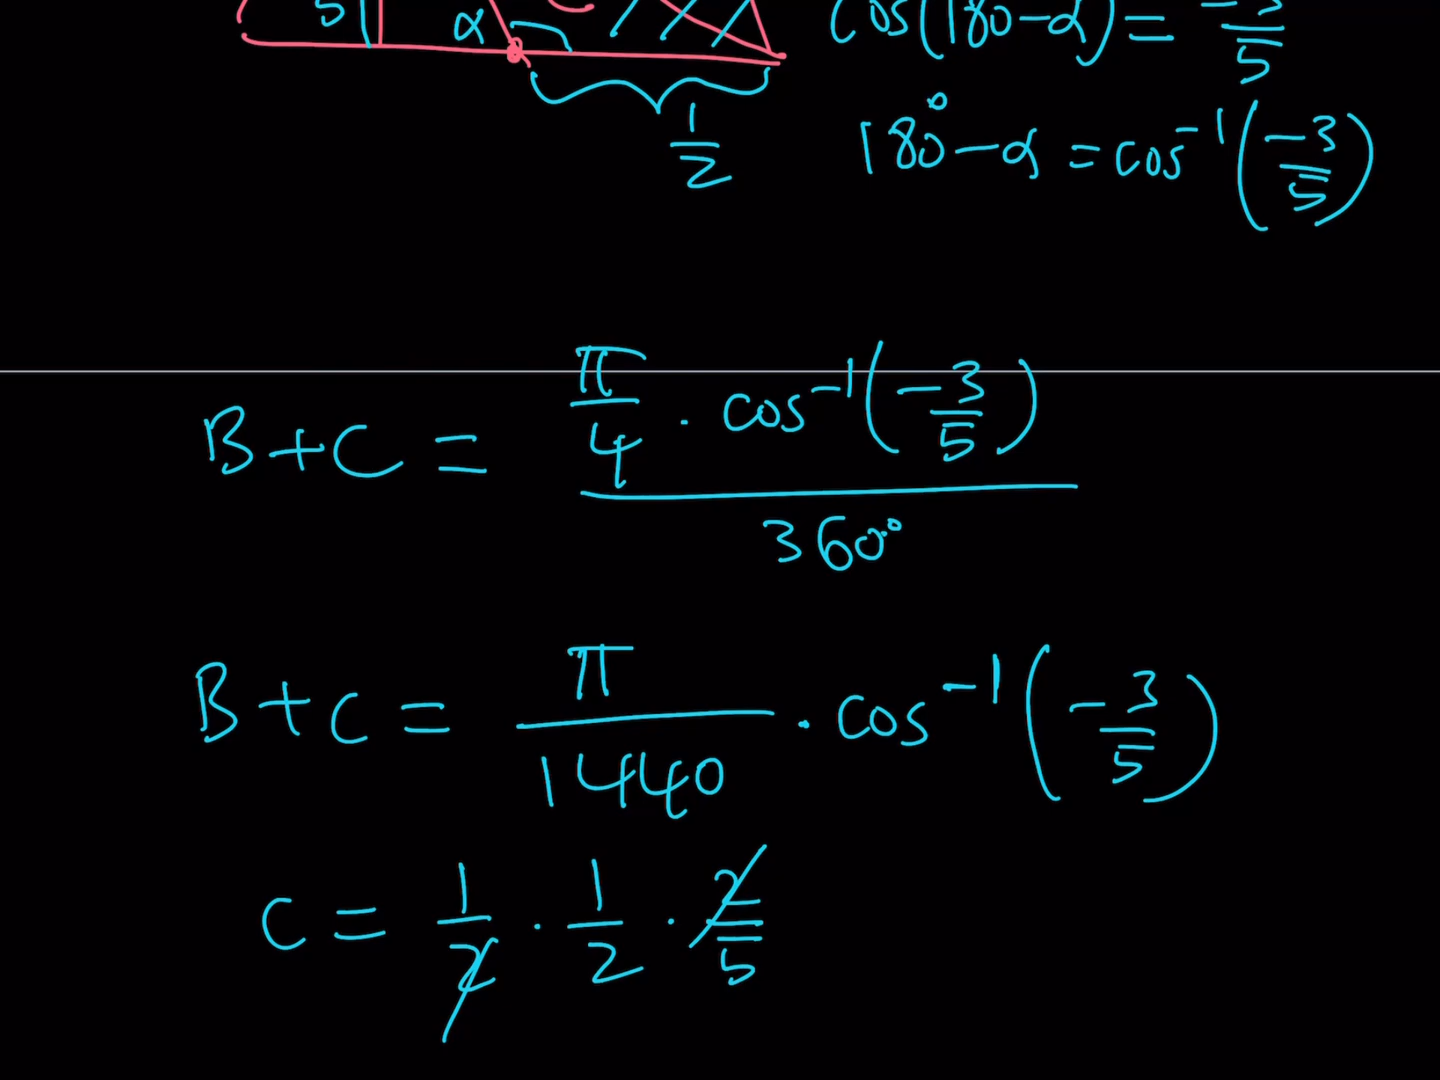 5 α cos(180-α) = -3/5
1/2 180°-α = cos⁻¹(-3/5)
B+C = π/4 · cos⁻¹(-3/5) / 360°
B+C = π/1440 · cos⁻¹(-3/5)
C = 1/2 · 1/2 · 2/5